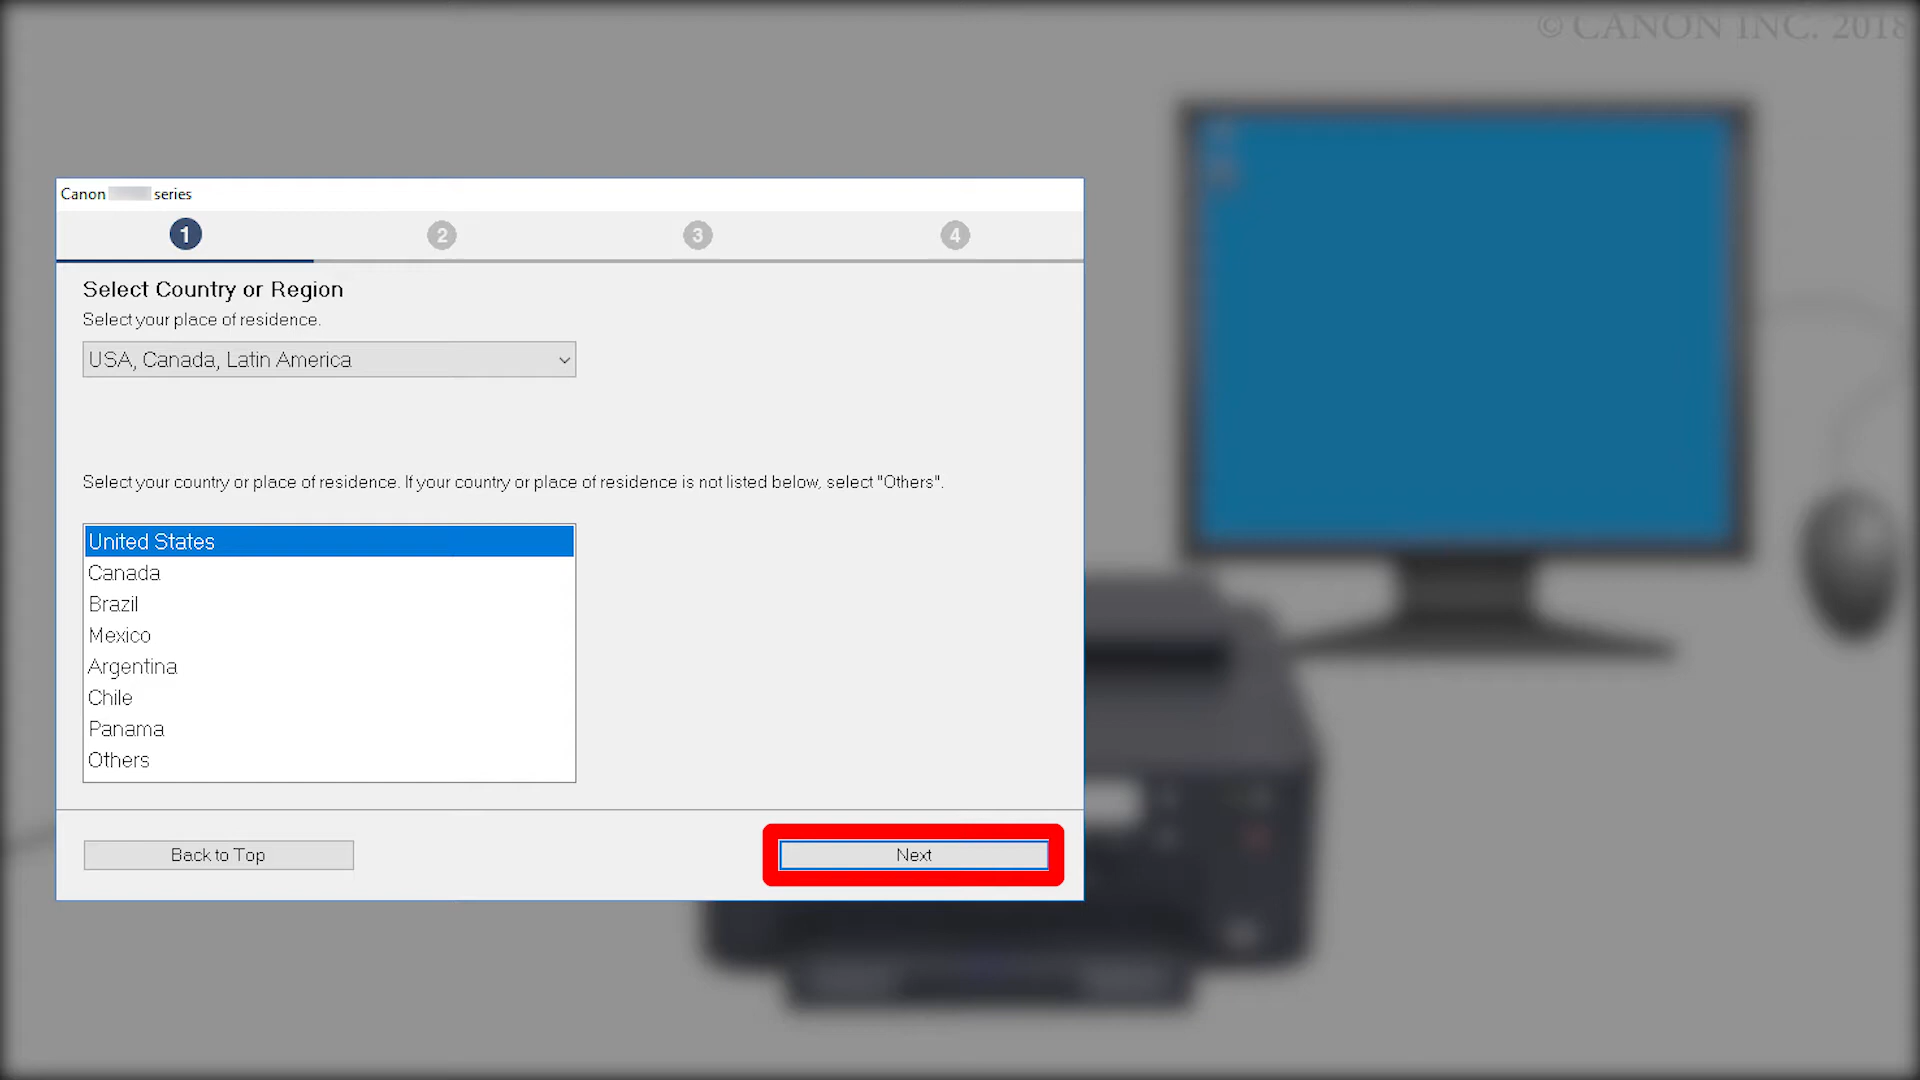 © CANON INC. 2018
Canon series
1 2 3 4
Select Country or Region
Select your place of residence.
USA, Canada, Latin America
Select your country or place of residence. If your country or place of residence is not listed below, select "Others".
United States
Canada
Brazil
Mexico
Argentina
Chile
Panama
Others
Back to Top
Next